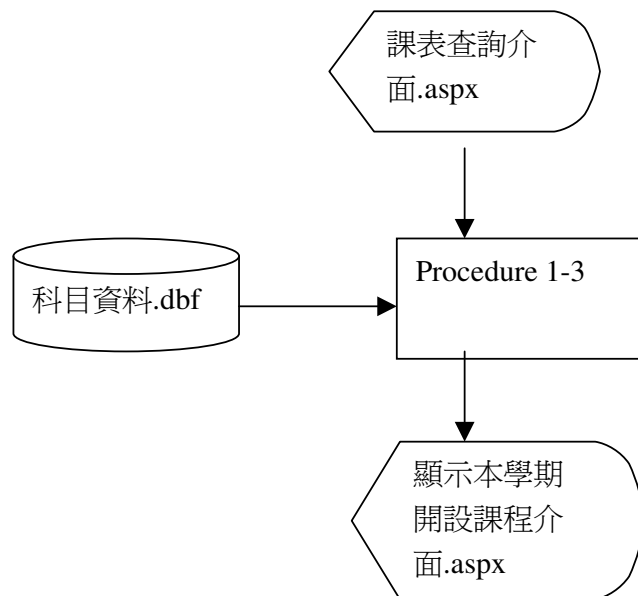 課表查詢介
面.aspx
Procedure 1-3
科目資料.dbf
顯示本學期
開設課程介
面.aspx